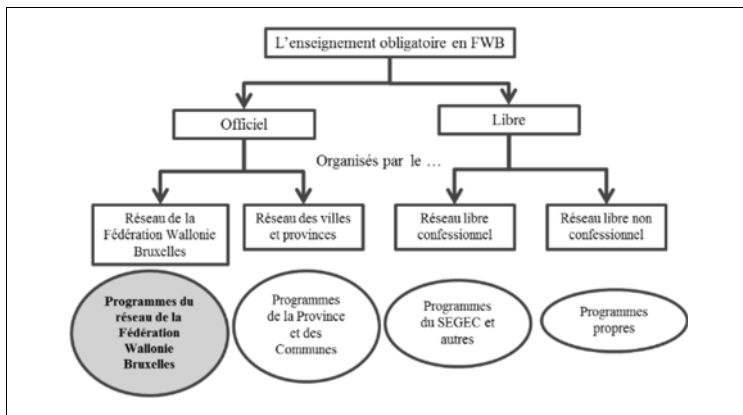 L'enseignement obligatoire en FWB
Officiel
Libre
Organisés par le ...
Réseau de la
Fédération Wallonie
Bruxelles
Réseau des villes
et provinces
Réseau libre
confessionnel
Réseau libre non
confessionnel
Programmes du
réseau de la
Fédération
Wallonie
Bruxelles
Programmes
de la Province
et des
Communes
Programmes
du SEGEC et
autres
Programmes
propres